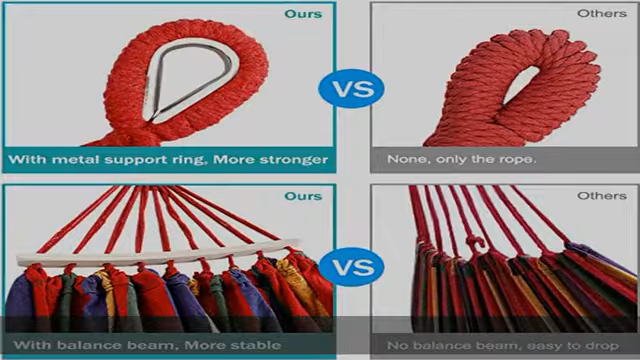 Ours
Others
VS
With metal support ring, More stronger
None, only the rope.
Ours
Others
VS
With balance beam, More stable
No balance beam, easy to drop